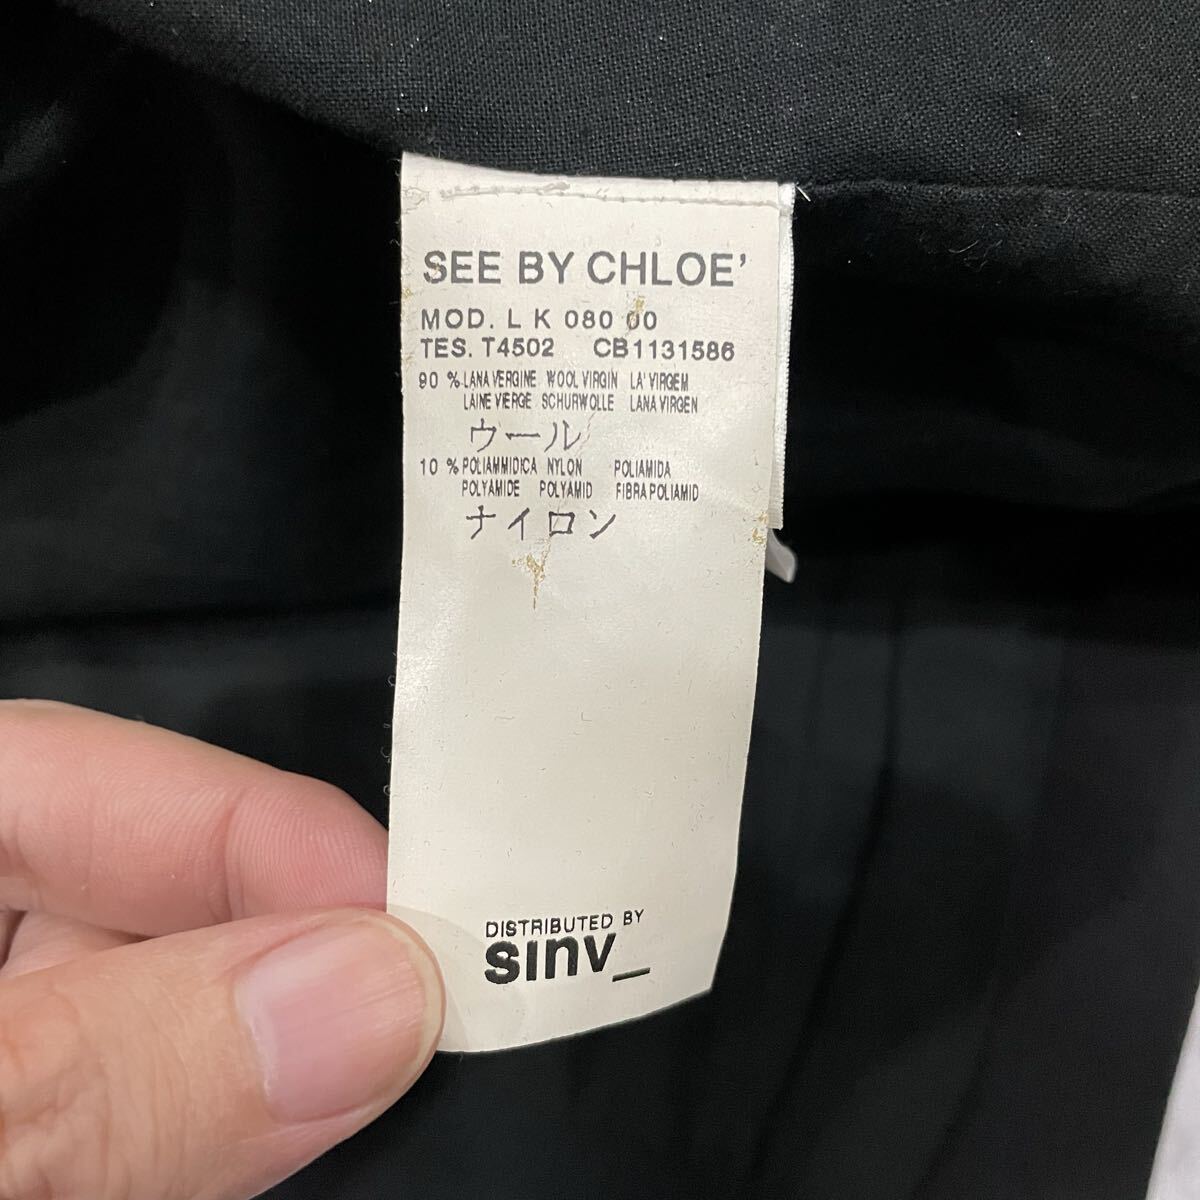 SEE BY CHLOE'
MOD. L K 080 00
TES. T4502 CB1131586
90 % LANA VERGINE WOOL VIRGIN LA' VIRGEM
LAINE VERGE SCHURWOLLE LANA VIRGEN
ウール
10 % POLIAMMIDICA NYLON POLIAMIDA
POLYAMIDE POLYAMID FIBRA POLIAMID
ナイロン
DISTRIBUTED BY
sinv_